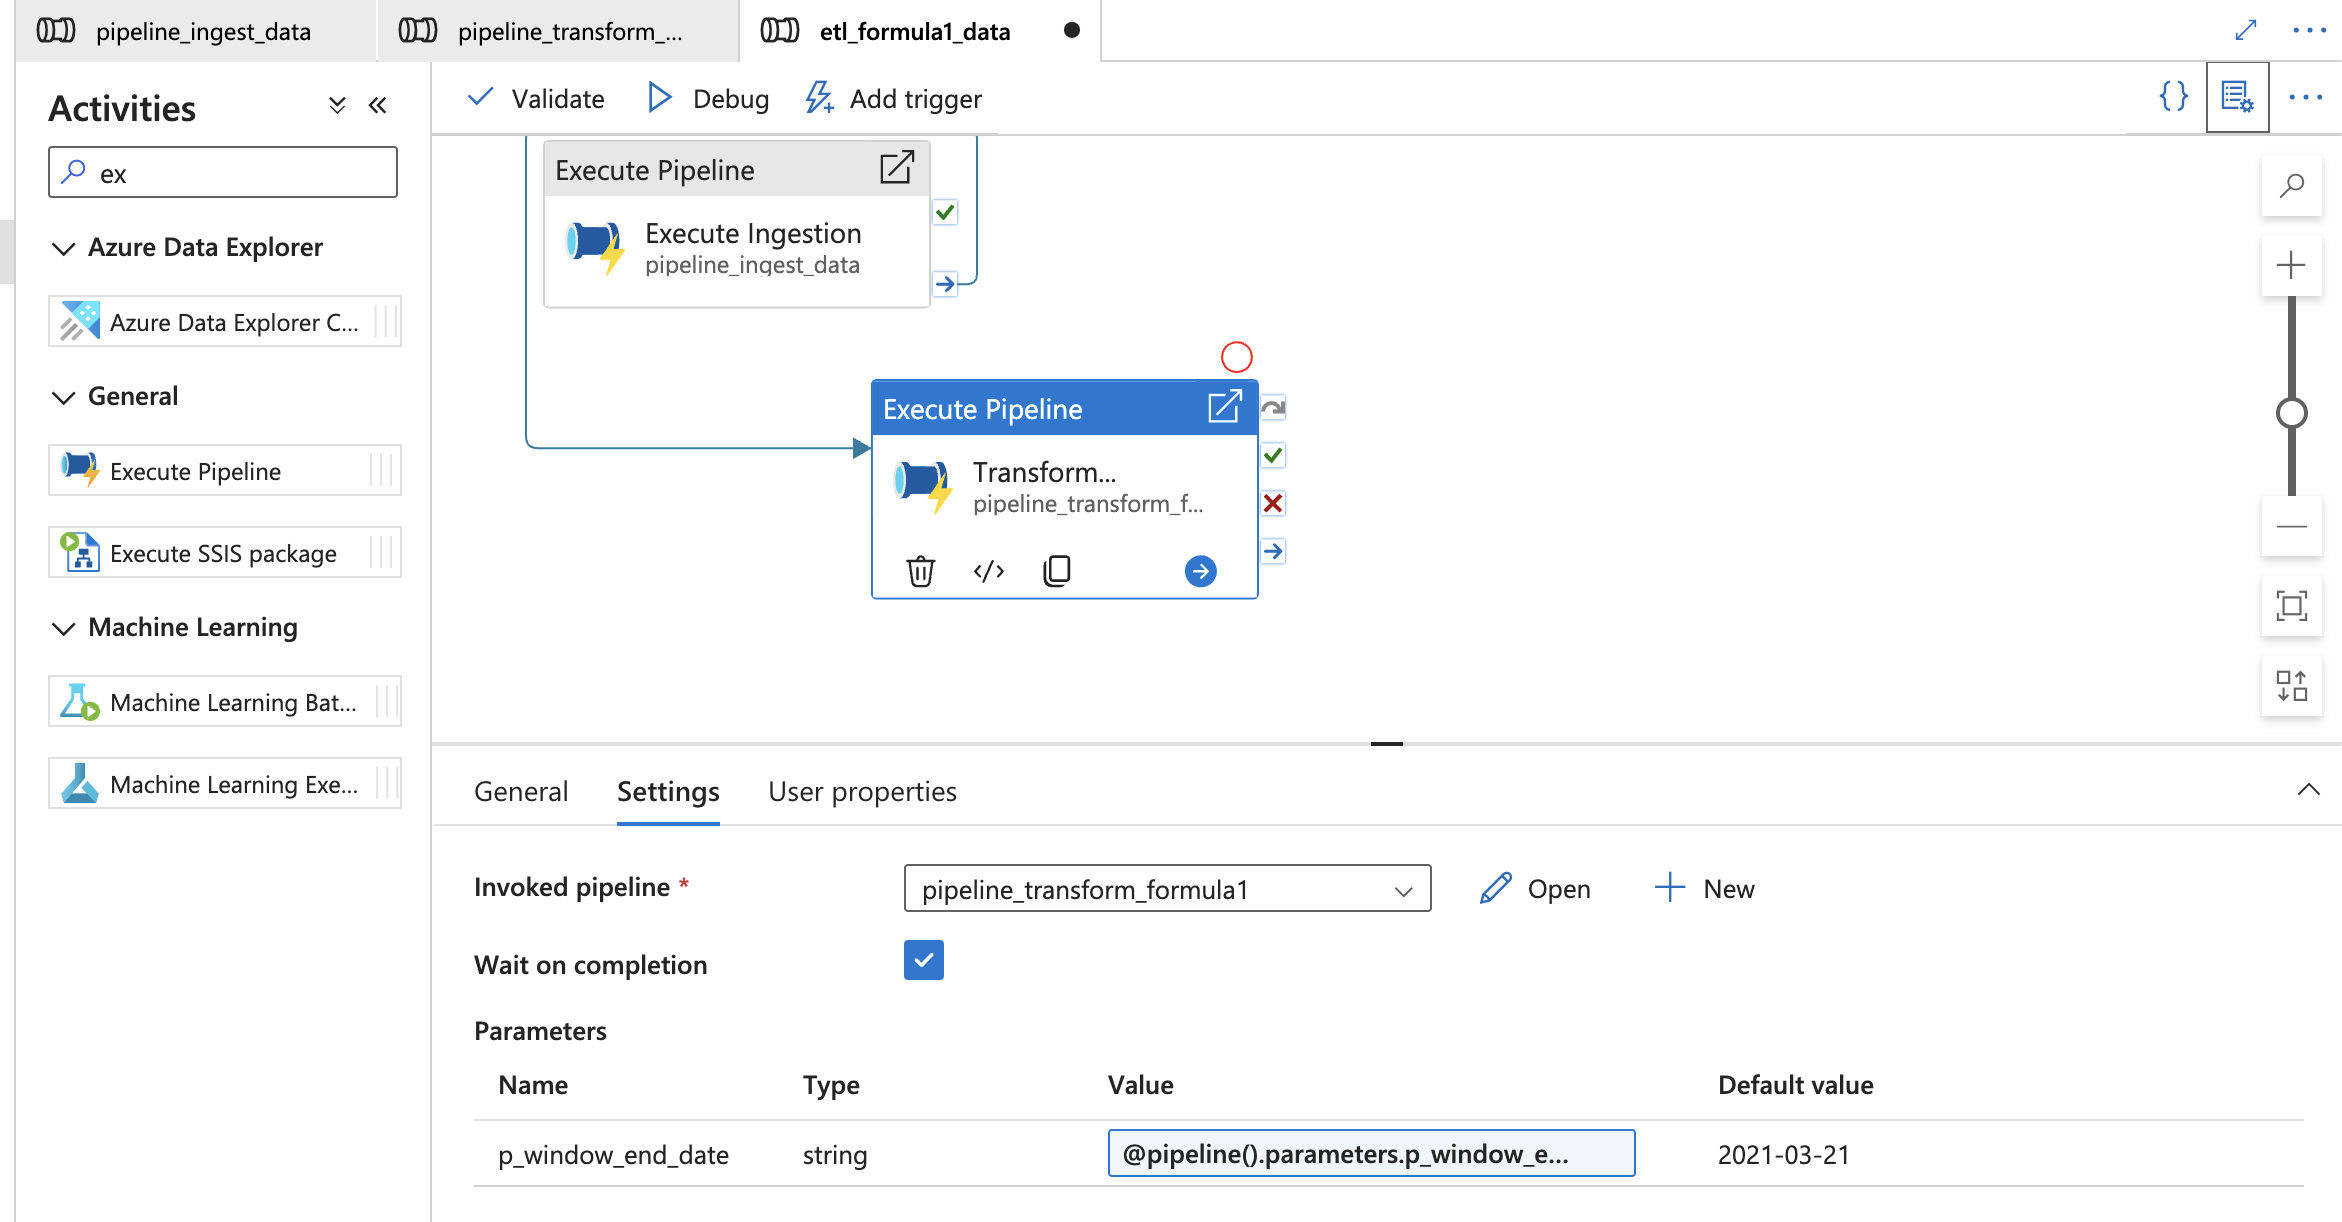 pipeline_ingest_data
pipeline_transform_...
etl_formula1_data
Activities
Validate
Debug
Add trigger
ex
Azure Data Explorer
Azure Data Explorer C...
General
Execute Pipeline
Execute SSIS package
Machine Learning
Machine Learning Bat...
Machine Learning Exe...
Execute Pipeline
Execute Ingestion
pipeline_ingest_data
Execute Pipeline
Transform...
pipeline_transform_f...
General
Settings
User properties
Invoked pipeline *
pipeline_transform_formula1
Open
New
Wait on completion
Parameters
Name Type Value Default value
p_window_end_date string @pipeline().parameters.p_window_e... 2021-03-21